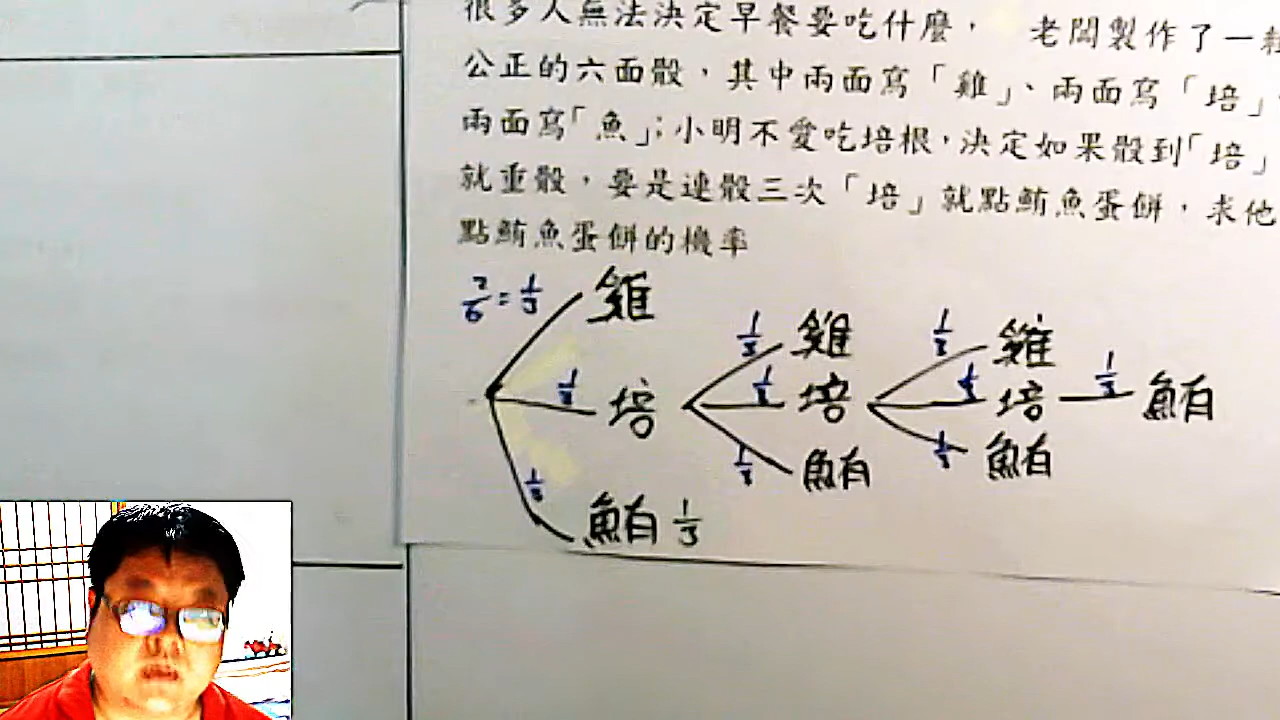 很多人無法決定早餐要吃什麼, 老闆製作了一
公正的六面骰,其中兩面寫「雞」、兩面寫「培」
兩面寫「魚」;小明不愛吃培根,決定如果骰到「培」
就重骰,要是連骰三次「培」就點鮪魚蛋餅,求他
點鮪魚蛋餅的機率
2/6=1/3 雞
1/3 雞 1/3 雞
1/3 培 1/3 培 1/3 培 1/3 鮪
1/3 鮪 1/3 鮪
1/3 鮪 1/3